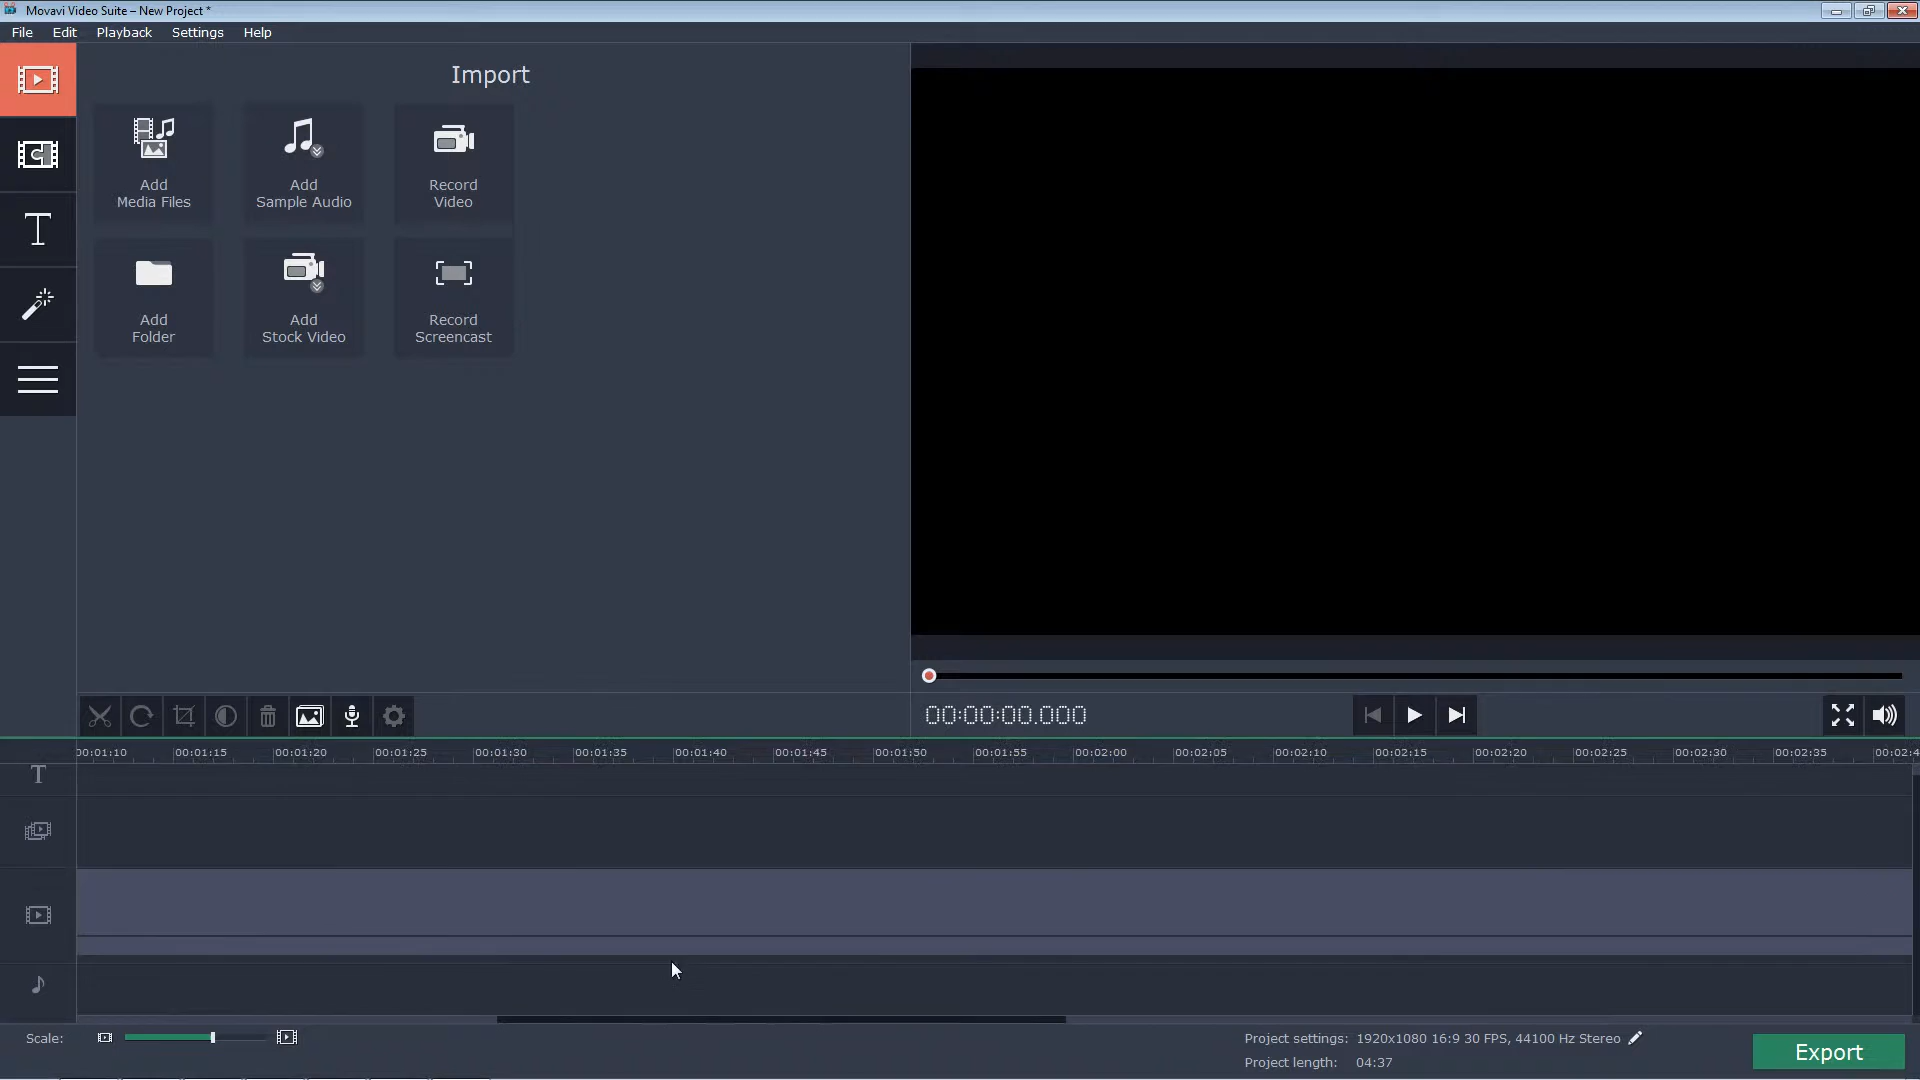 Movavi Video Suite – New Project *
File Edit Playback Settings Help
Import
Add
Media Files
Add
Sample Audio
Record
Video
Add
Folder
Add
Stock Video
Record
Screencast
00:00:00.000
00:01:10 00:01:15 00:01:20 00:01:25 00:01:30 00:01:35 00:01:40 00:01:45 00:01:50 00:01:55 00:02:00 00:02:05 00:02:10 00:02:15 00:02:20 00:02:25 00:02:30 00:02:35 00:02:4
Scale:
Project settings: 1920x1080 16:9 30 FPS, 44100 Hz Stereo
Project length: 04:37
Export